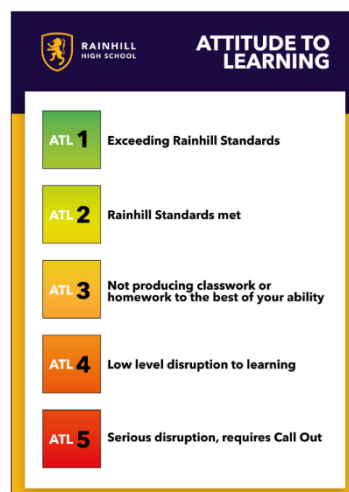 RAINHILL
HIGH SCHOOL
ATTITUDE TO
LEARNING
ATL 1
Exceeding Rainhill Standards
ATL 2
Rainhill Standards met
ATL 3
Not producing classwork or
homework to the best of your ability
ATL 4
Low level disruption to learning
ATL 5
Serious disruption, requires Call Out